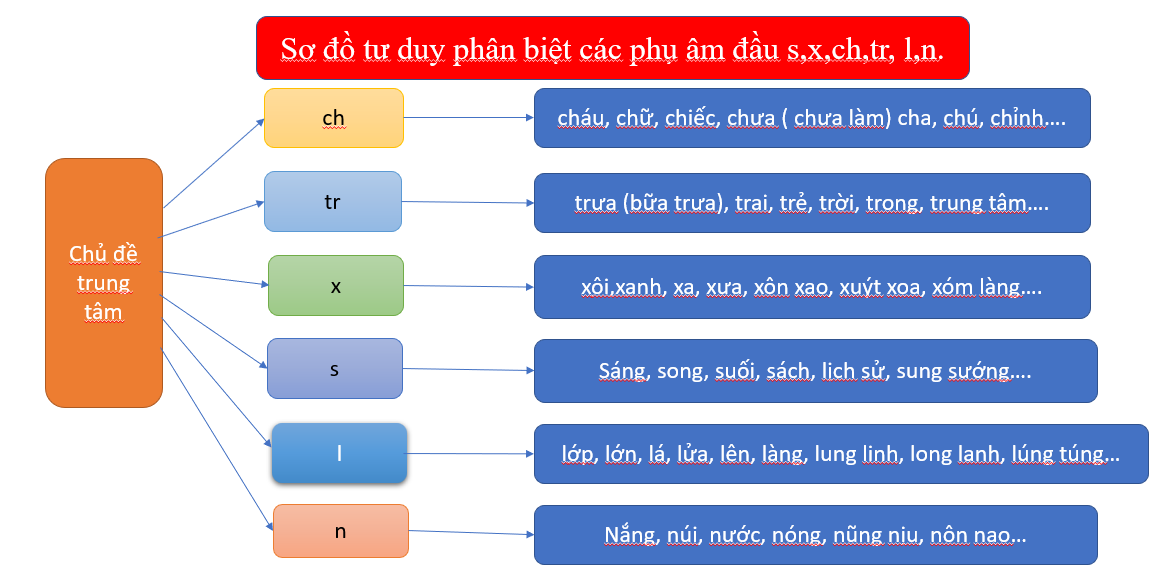 Sơ đồ tư duy phân biệt các phụ âm đầu s,x,ch,tr, l,n.
Chủ đề
trung
tâm
ch
cháu, chữ, chiếc, chưa ( chưa làm) cha, chú, chỉnh….
tr
trưa (bữa trưa), trai, trẻ, trời, trong, trung tâm….
x
xôi,xanh, xa, xưa, xôn xao, xuýt xoa, xóm làng….
s
Sáng, song, suối, sách, lịch sử, sung sướng….
l
lớp, lớn, lá, lửa, lên, làng, lung linh, long lanh, lúng túng…
n
Nắng, núi, nước, nóng, nũng niu, nôn nao…